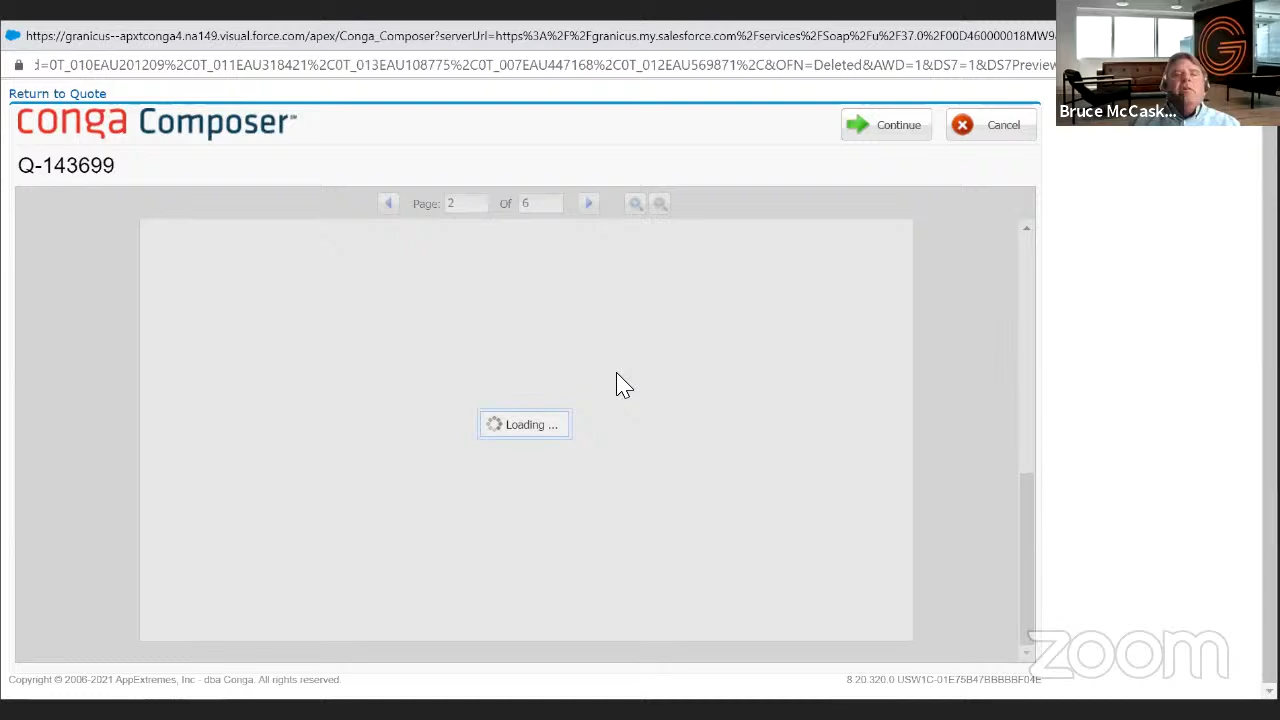 https://granicus--apxtconga4.na149.visual.force.com/apex/Conga_Composer?serverUrl=https%3A%2F%2Fgranicus.my.salesforce.com%2Fservices%2FSoap%2Fu%2F37.0%2F00D460000018MW9
d=0T_010EAU201209%2C0T_011EAU318421%2C0T_013EAU108775%2C0T_007EAU447168%2C0T_012EAU569871%2C&OFN=Deleted&AWD=1&DS7=1&DS7Preview
Return to Quote
conga Composer
Continue
Cancel
Bruce McCask...
Q-143699
Page: 2 Of 6
Loading ...
zoom
Copyright © 2006-2021 AppExtremes, Inc - dba Conga. All rights reserved.
8.20.320.0 USW1C-01E75B47BBBBBF04E